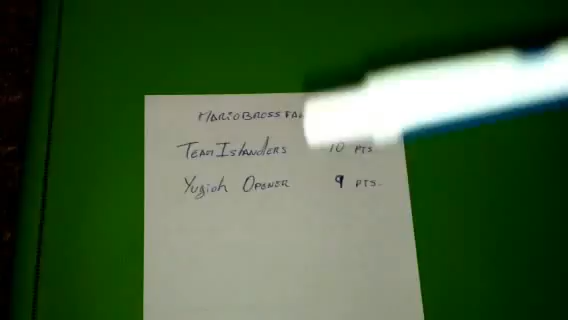 MARIOBROSSFA
TEAM ISLANDERS 10 PTS.
YUGIOH OPENER 9 PTS.